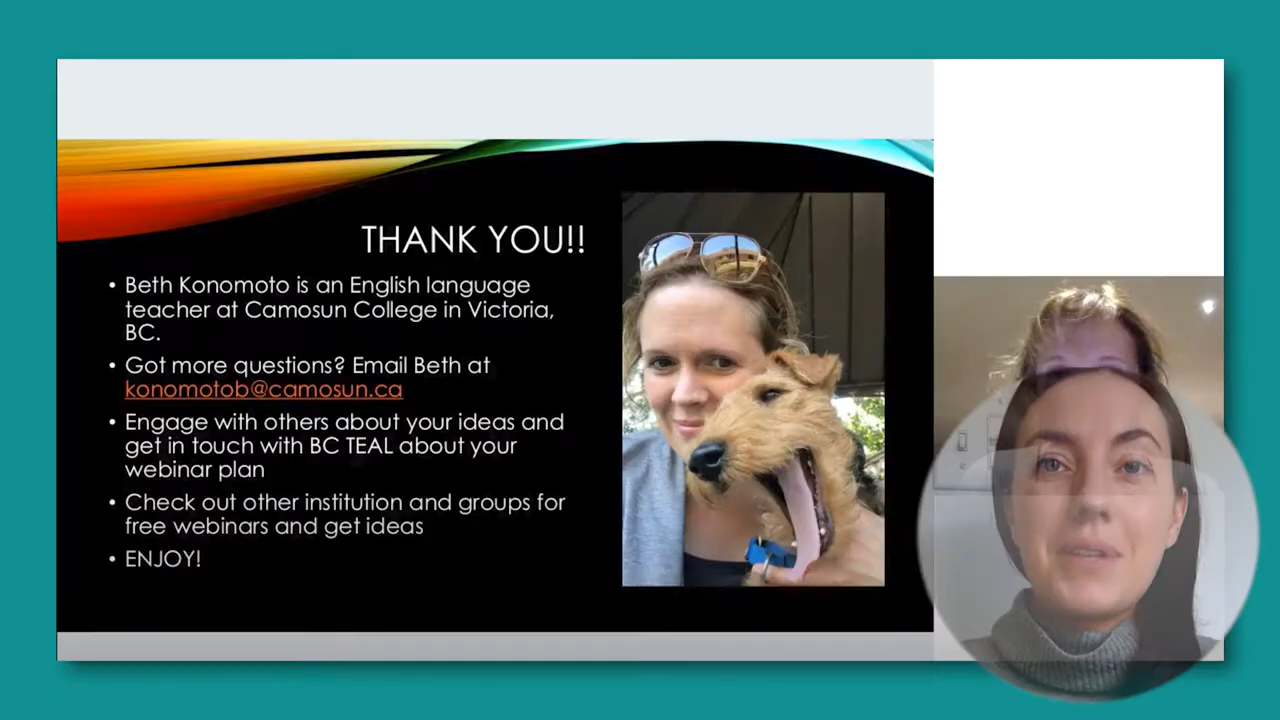 THANK YOU!!
• Beth Konomoto is an English language
teacher at Camosun College in Victoria,
BC.
• Got more questions? Email Beth at
konomotob@camosun.ca
• Engage with others about your ideas and
get in touch with BC TEAL about your
webinar plan
• Check out other institution and groups for
free webinars and get ideas
• ENJOY!